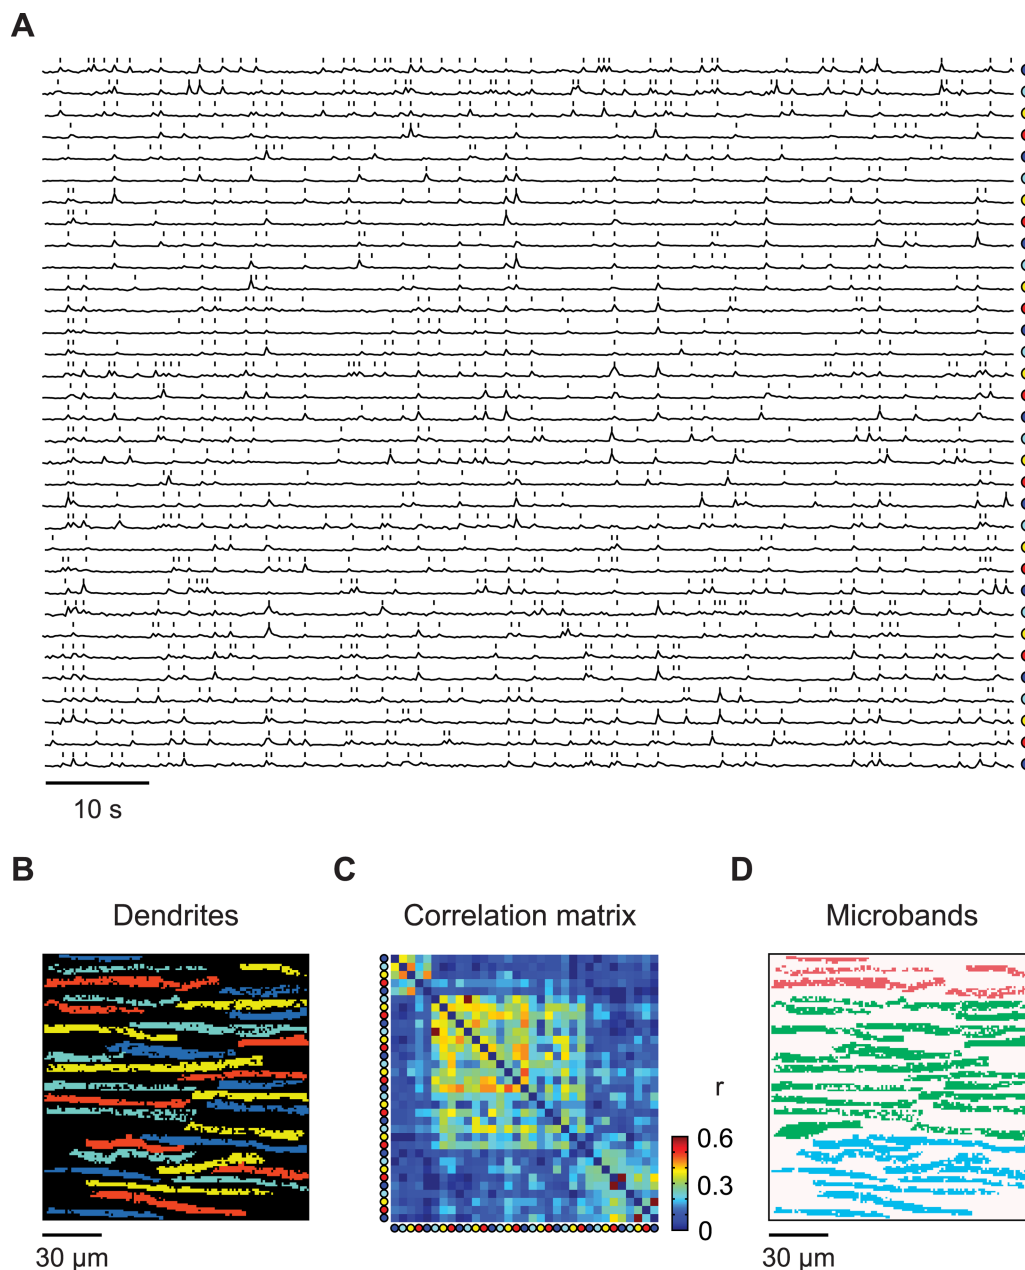 A
10 s
B
C
D
Dendrites
Correlation matrix
Microbands
r
0.6
0.3
0
30 µm
30 µm